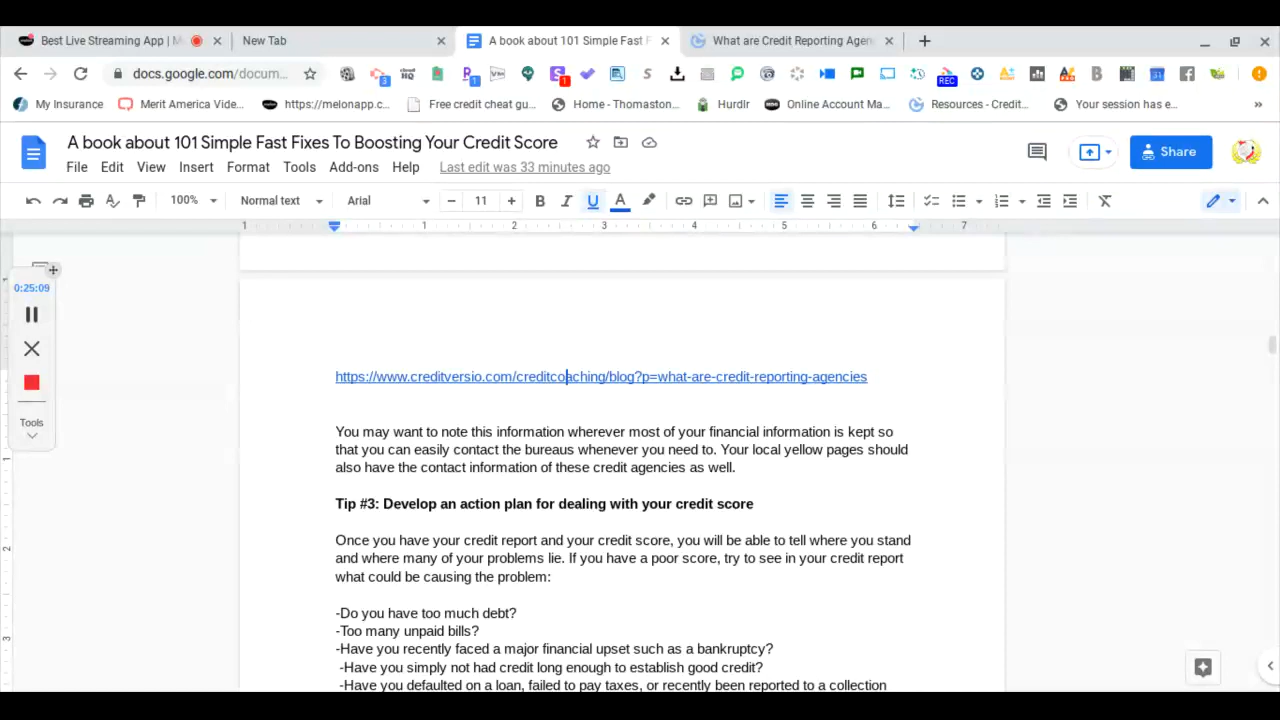 Best Live Streaming App | M
New Tab
A book about 101 Simple Fast F
What are Credit Reporting Agen
docs.google.com/docum...
REC
My Insurance
Merit America Vide...
https://melonapp.c...
Free credit cheat gu...
Home - Thomaston...
Hurdlr
Online Account Ma...
Resources - Credit...
Your session has e...
A book about 101 Simple Fast Fixes To Boosting Your Credit Score
File Edit View Insert Format Tools Add-ons Help Last edit was 33 minutes ago
Share
100% Normal text Arial 11 B I U A
1 1 2 3 4 5 6 7
0:25:09
Tools
1
2
3
https://www.creditversio.com/creditcoaching/blog?p=what-are-credit-reporting-agencies
You may want to note this information wherever most of your financial information is kept so
that you can easily contact the bureaus whenever you need to. Your local yellow pages should
also have the contact information of these credit agencies as well.
Tip #3: Develop an action plan for dealing with your credit score
Once you have your credit report and your credit score, you will be able to tell where you stand
and where many of your problems lie. If you have a poor score, try to see in your credit report
what could be causing the problem:
-Do you have too much debt?
-Too many unpaid bills?
-Have you recently faced a major financial upset such as a bankruptcy?
-Have you simply not had credit long enough to establish good credit?
-Have you defaulted on a loan, failed to pay taxes, or recently been reported to a collection